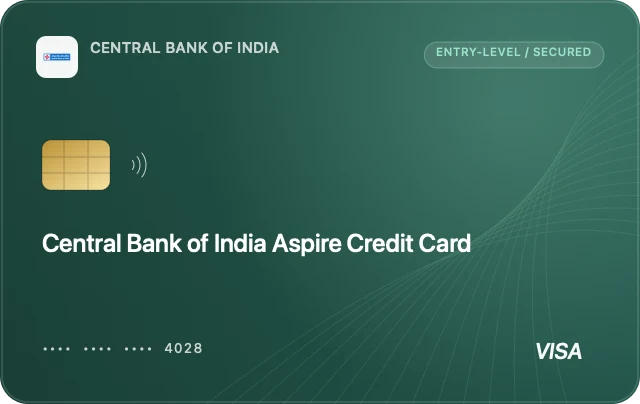 CENTRAL BANK OF INDIA
ENTRY-LEVEL / SECURED
Central Bank of India Aspire Credit Card
•••• •••• •••• 4028
VISA